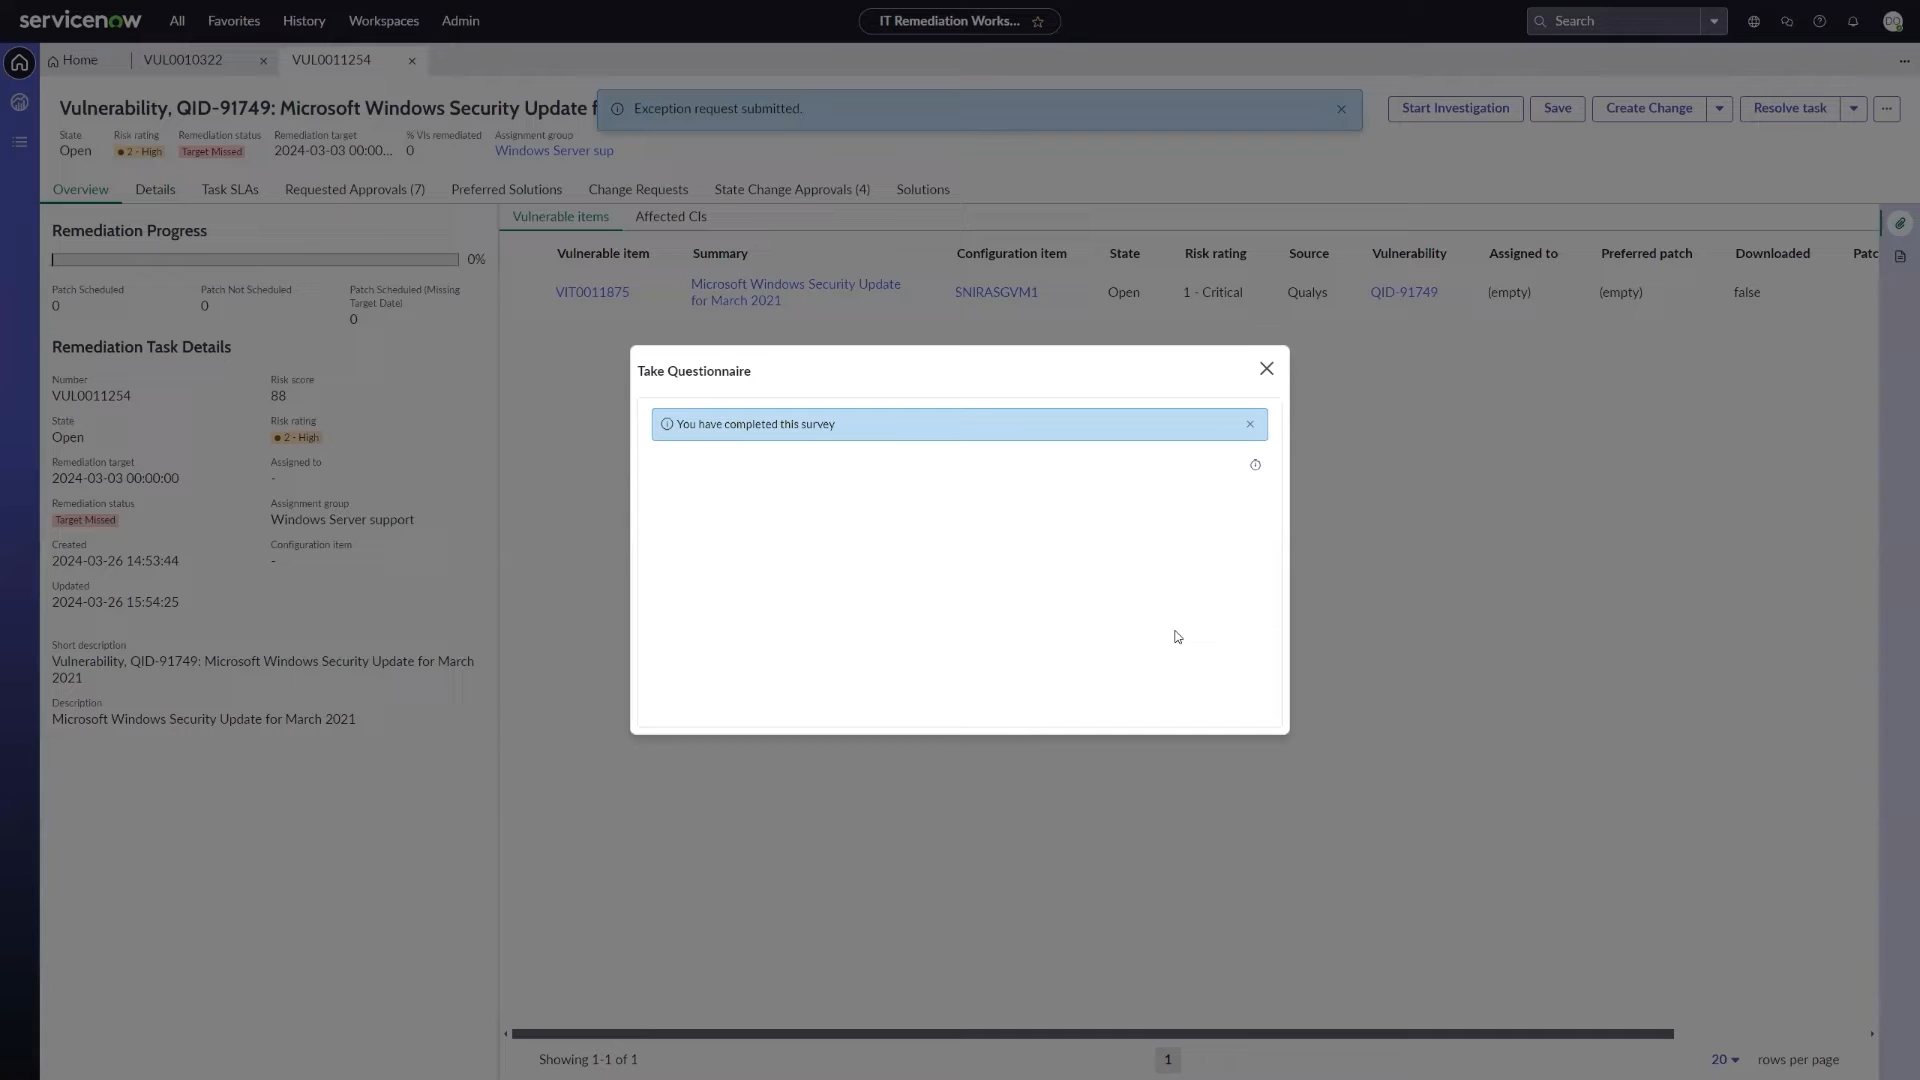 servicenow
All
Favorites
History
Workspaces
Admin
IT Remediation Works...
Search
DO
Home
VUL0010322
VUL0011254
Vulnerability, QID-91749: Microsoft Windows Security Update f
Exception request submitted.
Start Investigation
Save
Create Change
Resolve task
State
Open
Risk rating
2 - High
Remediation status
Target Missed
Remediation target
2024-03-03 00:00...
% VIs remediated
0
Assignment group
Windows Server sup
Overview
Details
Task SLAs
Requested Approvals (7)
Preferred Solutions
Change Requests
State Change Approvals (4)
Solutions
Remediation Progress
0%
Patch Scheduled
0
Patch Not Scheduled
0
Patch Scheduled (Missing
Target Date)
0
Remediation Task Details
Number
VUL0011254
Risk score
88
State
Open
Risk rating
2 - High
Remediation target
2024-03-03 00:00:00
Assigned to
-
Remediation status
Target Missed
Assignment group
Windows Server support
Created
2024-03-26 14:53:44
Configuration item
-
Updated
2024-03-26 15:54:25
Short description
Vulnerability, QID-91749: Microsoft Windows Security Update for March
2021
Description
Microsoft Windows Security Update for March 2021
Vulnerable items
Affected CIs
Vulnerable item
Summary
Configuration item
State
Risk rating
Source
Vulnerability
Assigned to
Preferred patch
Downloaded
Patc
VIT0011875
Microsoft Windows Security Update
for March 2021
SNIRASGVM1
Open
1 - Critical
Qualys
QID-91749
(empty)
(empty)
false
Take Questionnaire
You have completed this survey
Showing 1-1 of 1
1
20
rows per page